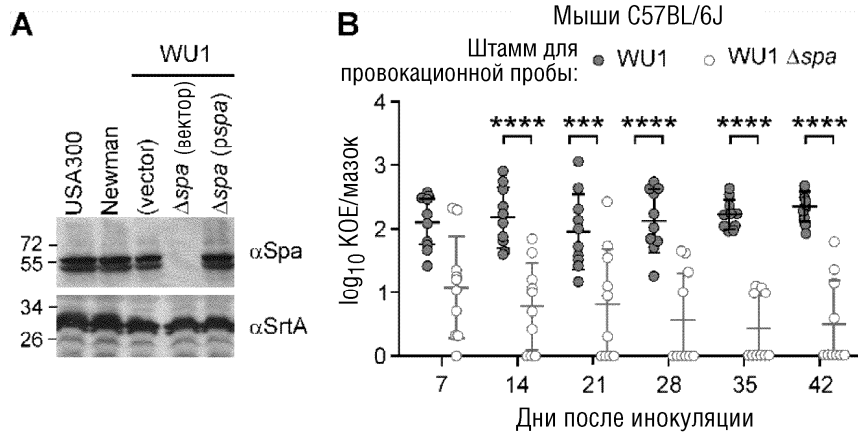 A
WU1
USA300
Newman
(vector)
Δspa (вектор)
Δspa (pspa)
72
55
αSpa
34
26
αSrtA
B
Мыши C57BL/6J
Штамм для
провокационной пробы:
WU1
WU1 Δspa
log10 КОЕ/мазок
4
3
2
1
0
**** *** **** **** ****
7 14 21 28 35 42
Дни после инокуляции